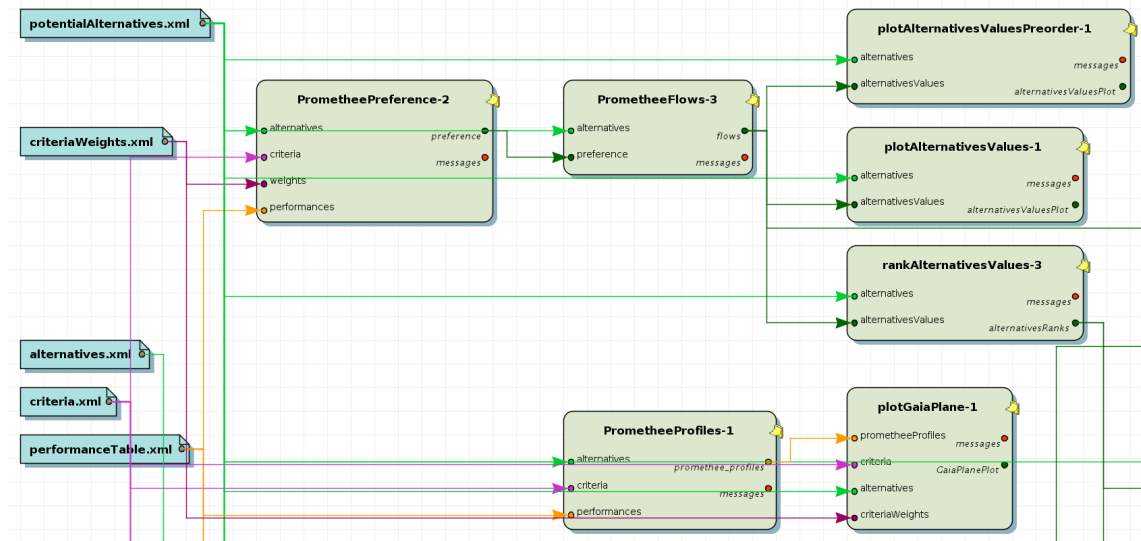 potentialAlternatives.xml
criteriaWeights.xml
alternatives.xml
criteria.xml
performanceTable.xml
PrometheePreference-2
alternatives
criteria
weights
performances
preference
messages
PrometheeFlows-3
alternatives
preference
flows
messages
plotAlternativesValuesPreorder-1
alternatives
alternativesValues
messages
alternativesValuesPlot
plotAlternativesValues-1
alternatives
alternativesValues
messages
alternativesValuesPlot
rankAlternativesValues-3
alternatives
alternativesValues
messages
alternativesRanks
PrometheeProfiles-1
alternatives
criteria
performances
promethee_profiles
messages
plotGaiaPlane-1
prometheeProfiles
criteria
alternatives
criteriaWeights
messages
GaiaPlanePlot